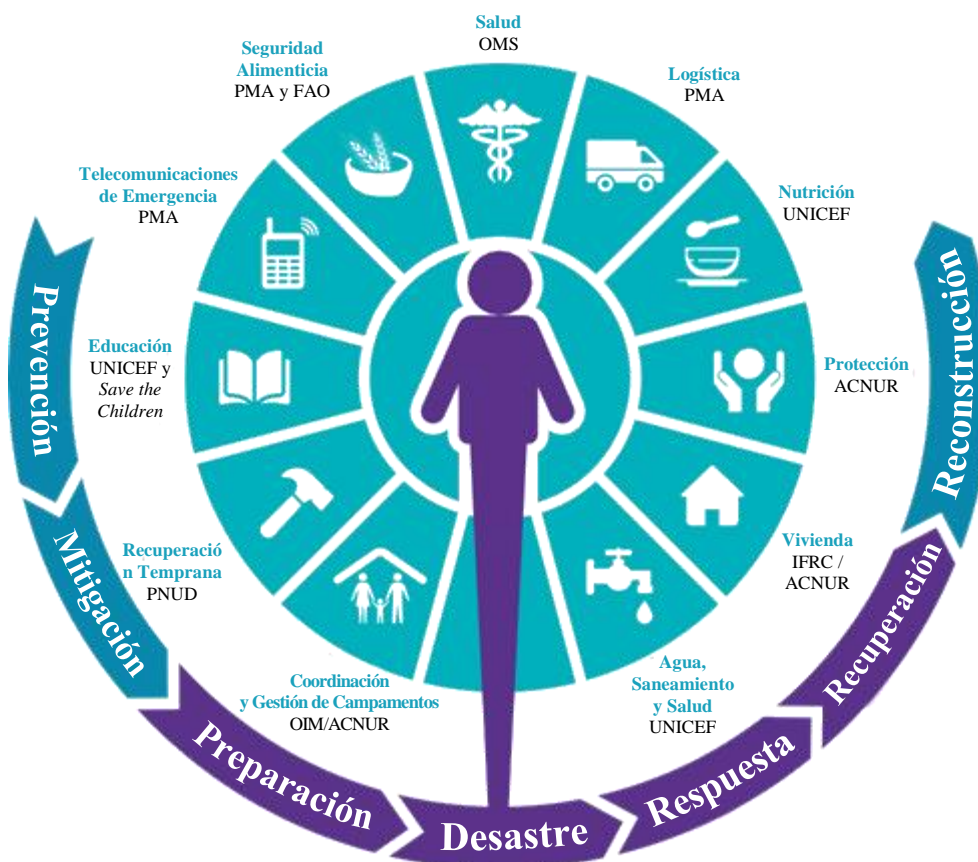 Salud
OMS
Seguridad
Alimenticia
PMA y FAO
Logística
PMA
Telecomunicaciones
de Emergencia
PMA
Nutrición
UNICEF
Educación
UNICEF y
Save the
Children
Protección
ACNUR
Recuperació
n Temprana
PNUD
Vivienda
IFRC /
ACNUR
Coordinación
y Gestión de Campamentos
OIM/ACNUR
Agua,
Saneamiento
y Salud
UNICEF
Prevención
Mitigación
Preparación
Desastre
Respuesta
Recuperación
Reconstrucción